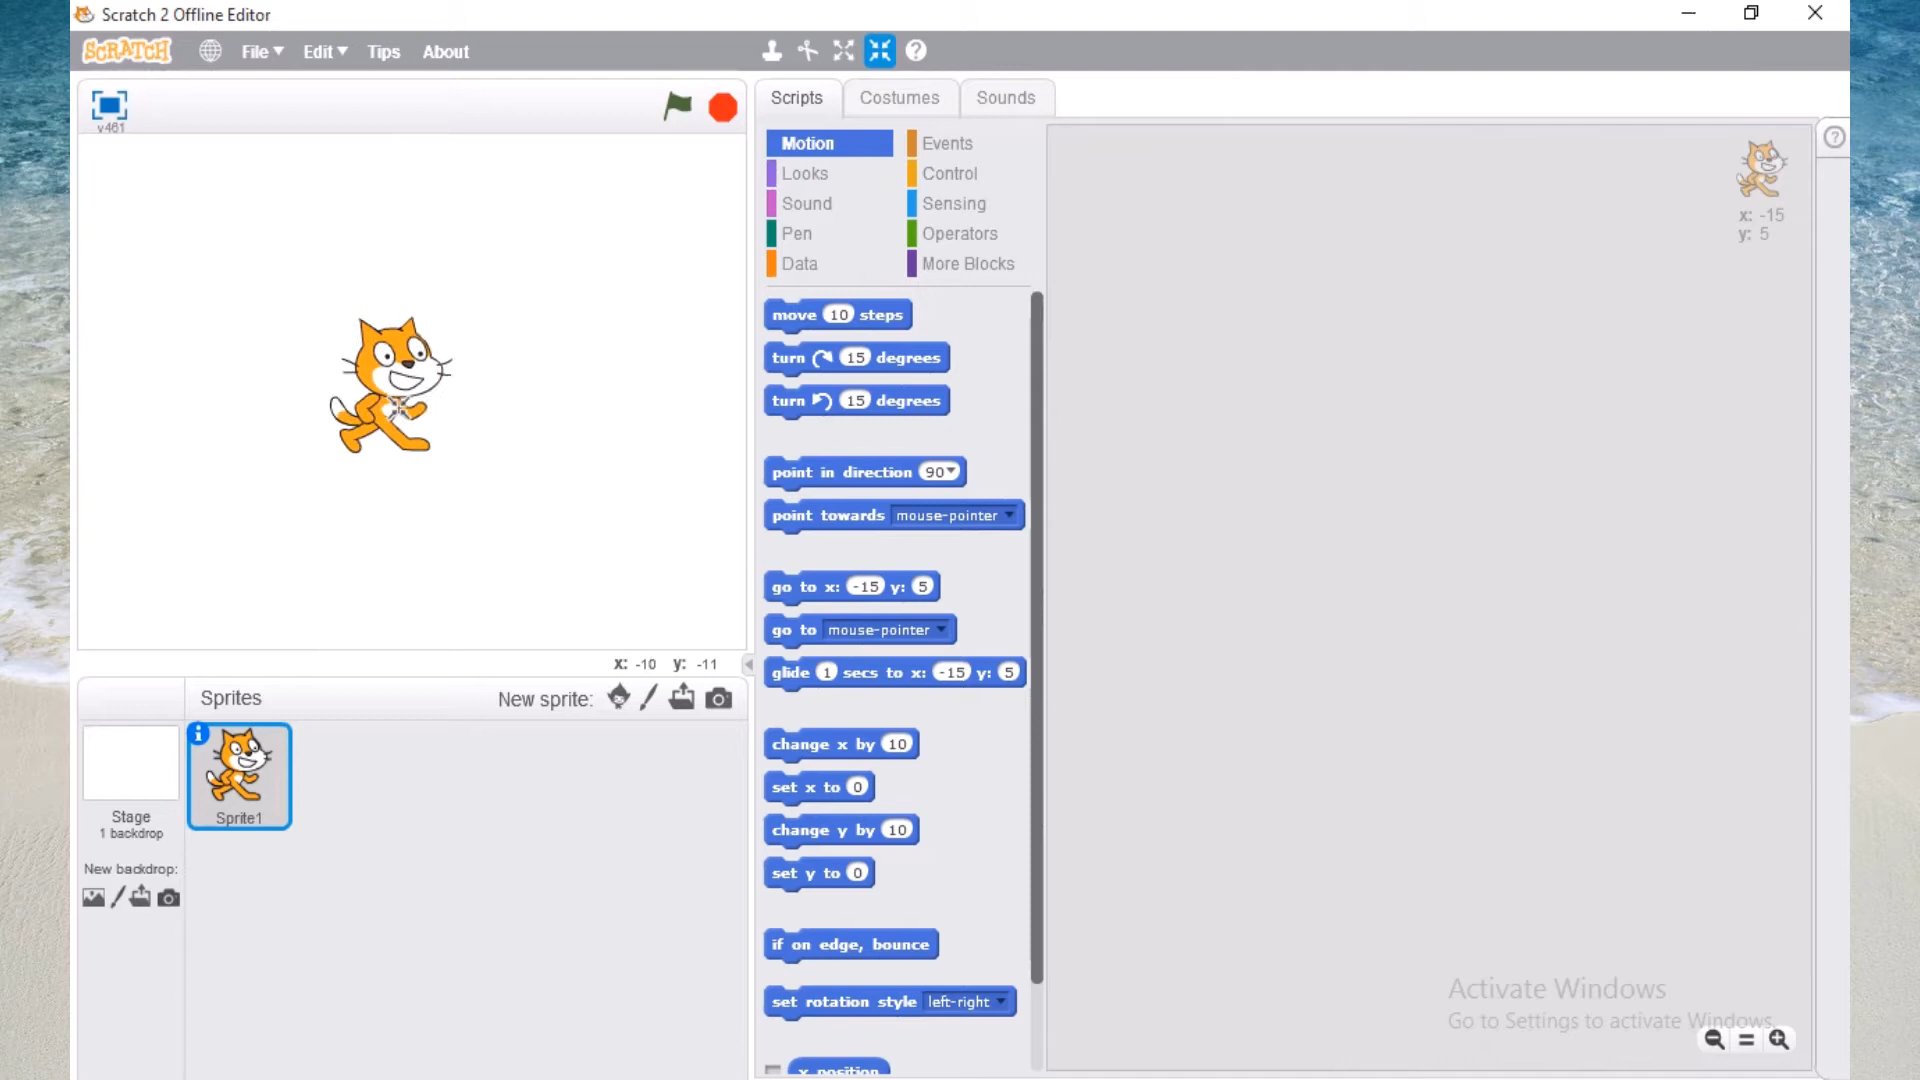 Scratch 2 Offline Editor
SCRATCH File Edit Tips About
v461
Scripts Costumes Sounds
Motion Events
Looks Control
Sound Sensing
Pen Operators
Data More Blocks
x: -15
y: 5
move 10 steps
turn 15 degrees
turn 15 degrees
point in direction 90
point towards mouse-pointer
go to x: -15 y: 5
go to mouse-pointer
glide 1 secs to x: -15 y: 5
change x by 10
set x to 0
change y by 10
set y to 0
if on edge, bounce
set rotation style left-right
x position
x: -10 y: -11
Sprites New sprite:
Sprite1
Stage
1 backdrop
New backdrop:
Activate Windows
Go to Settings to activate Windows.